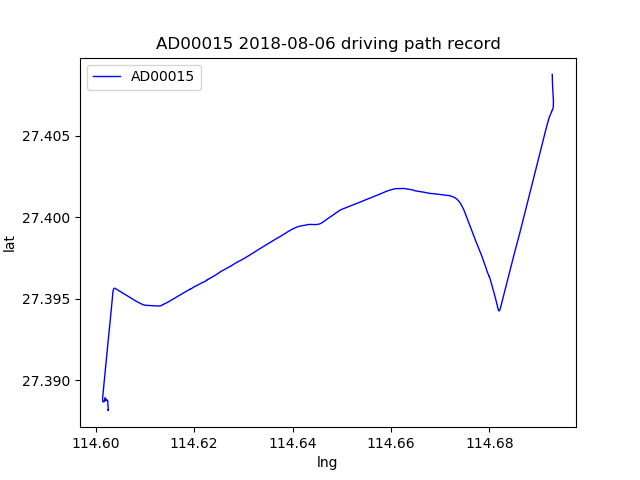 AD00015 2018-08-06 driving path record
AD00015
27.405
27.400
27.395
27.390
lat
114.60 114.62 114.64 114.66 114.68
lng